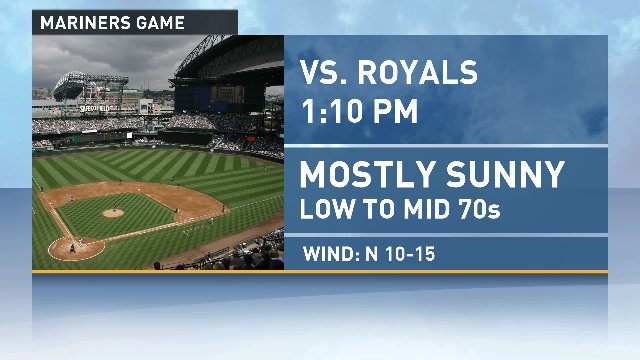 MARINERS GAME
VS. ROYALS
1:10 PM
MOSTLY SUNNY
LOW TO MID 70s
WIND: N 10-15